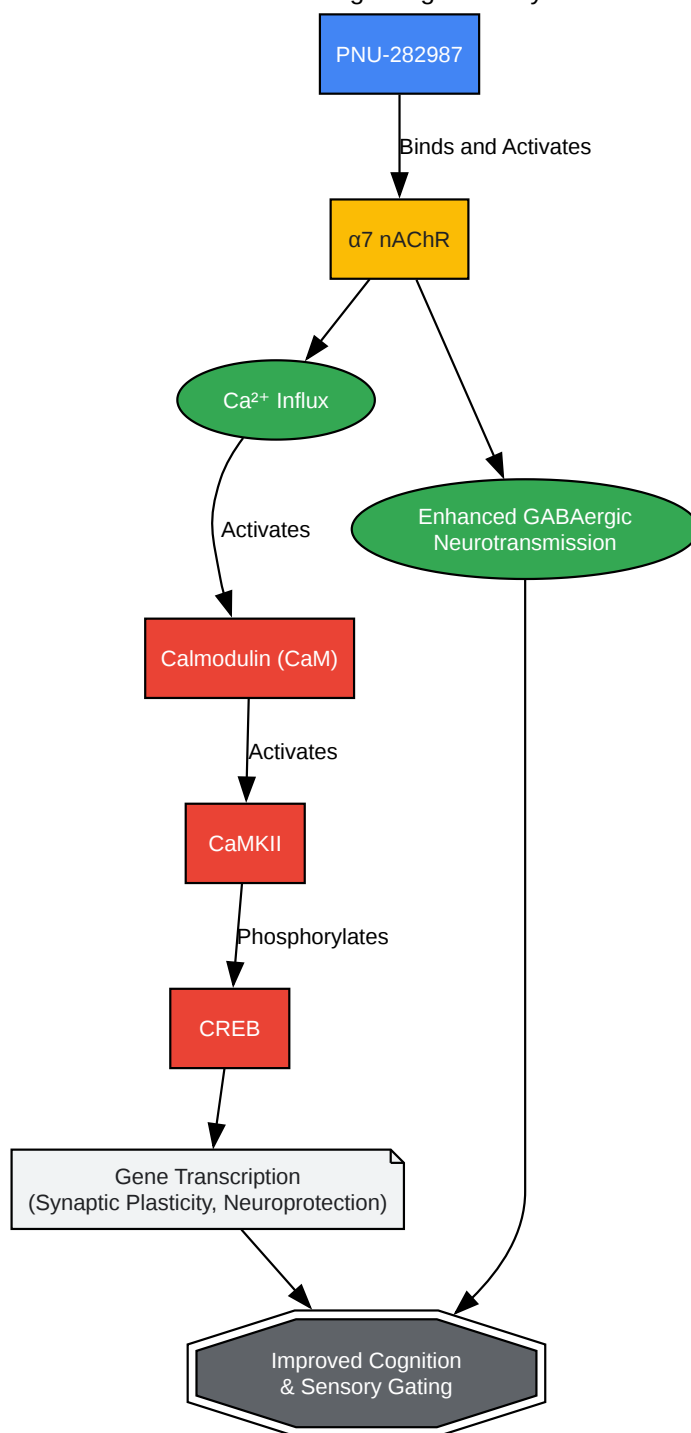 PNU-282987
Binds and Activates
α7 nAChR
Ca²⁺ Influx
Enhanced GABAergic
Neurotransmission
Activates
Calmodulin (CaM)
Activates
CaMKII
Phosphorylates
CREB
Gene Transcription
(Synaptic Plasticity, Neuroprotection)
Improved Cognition
& Sensory Gating